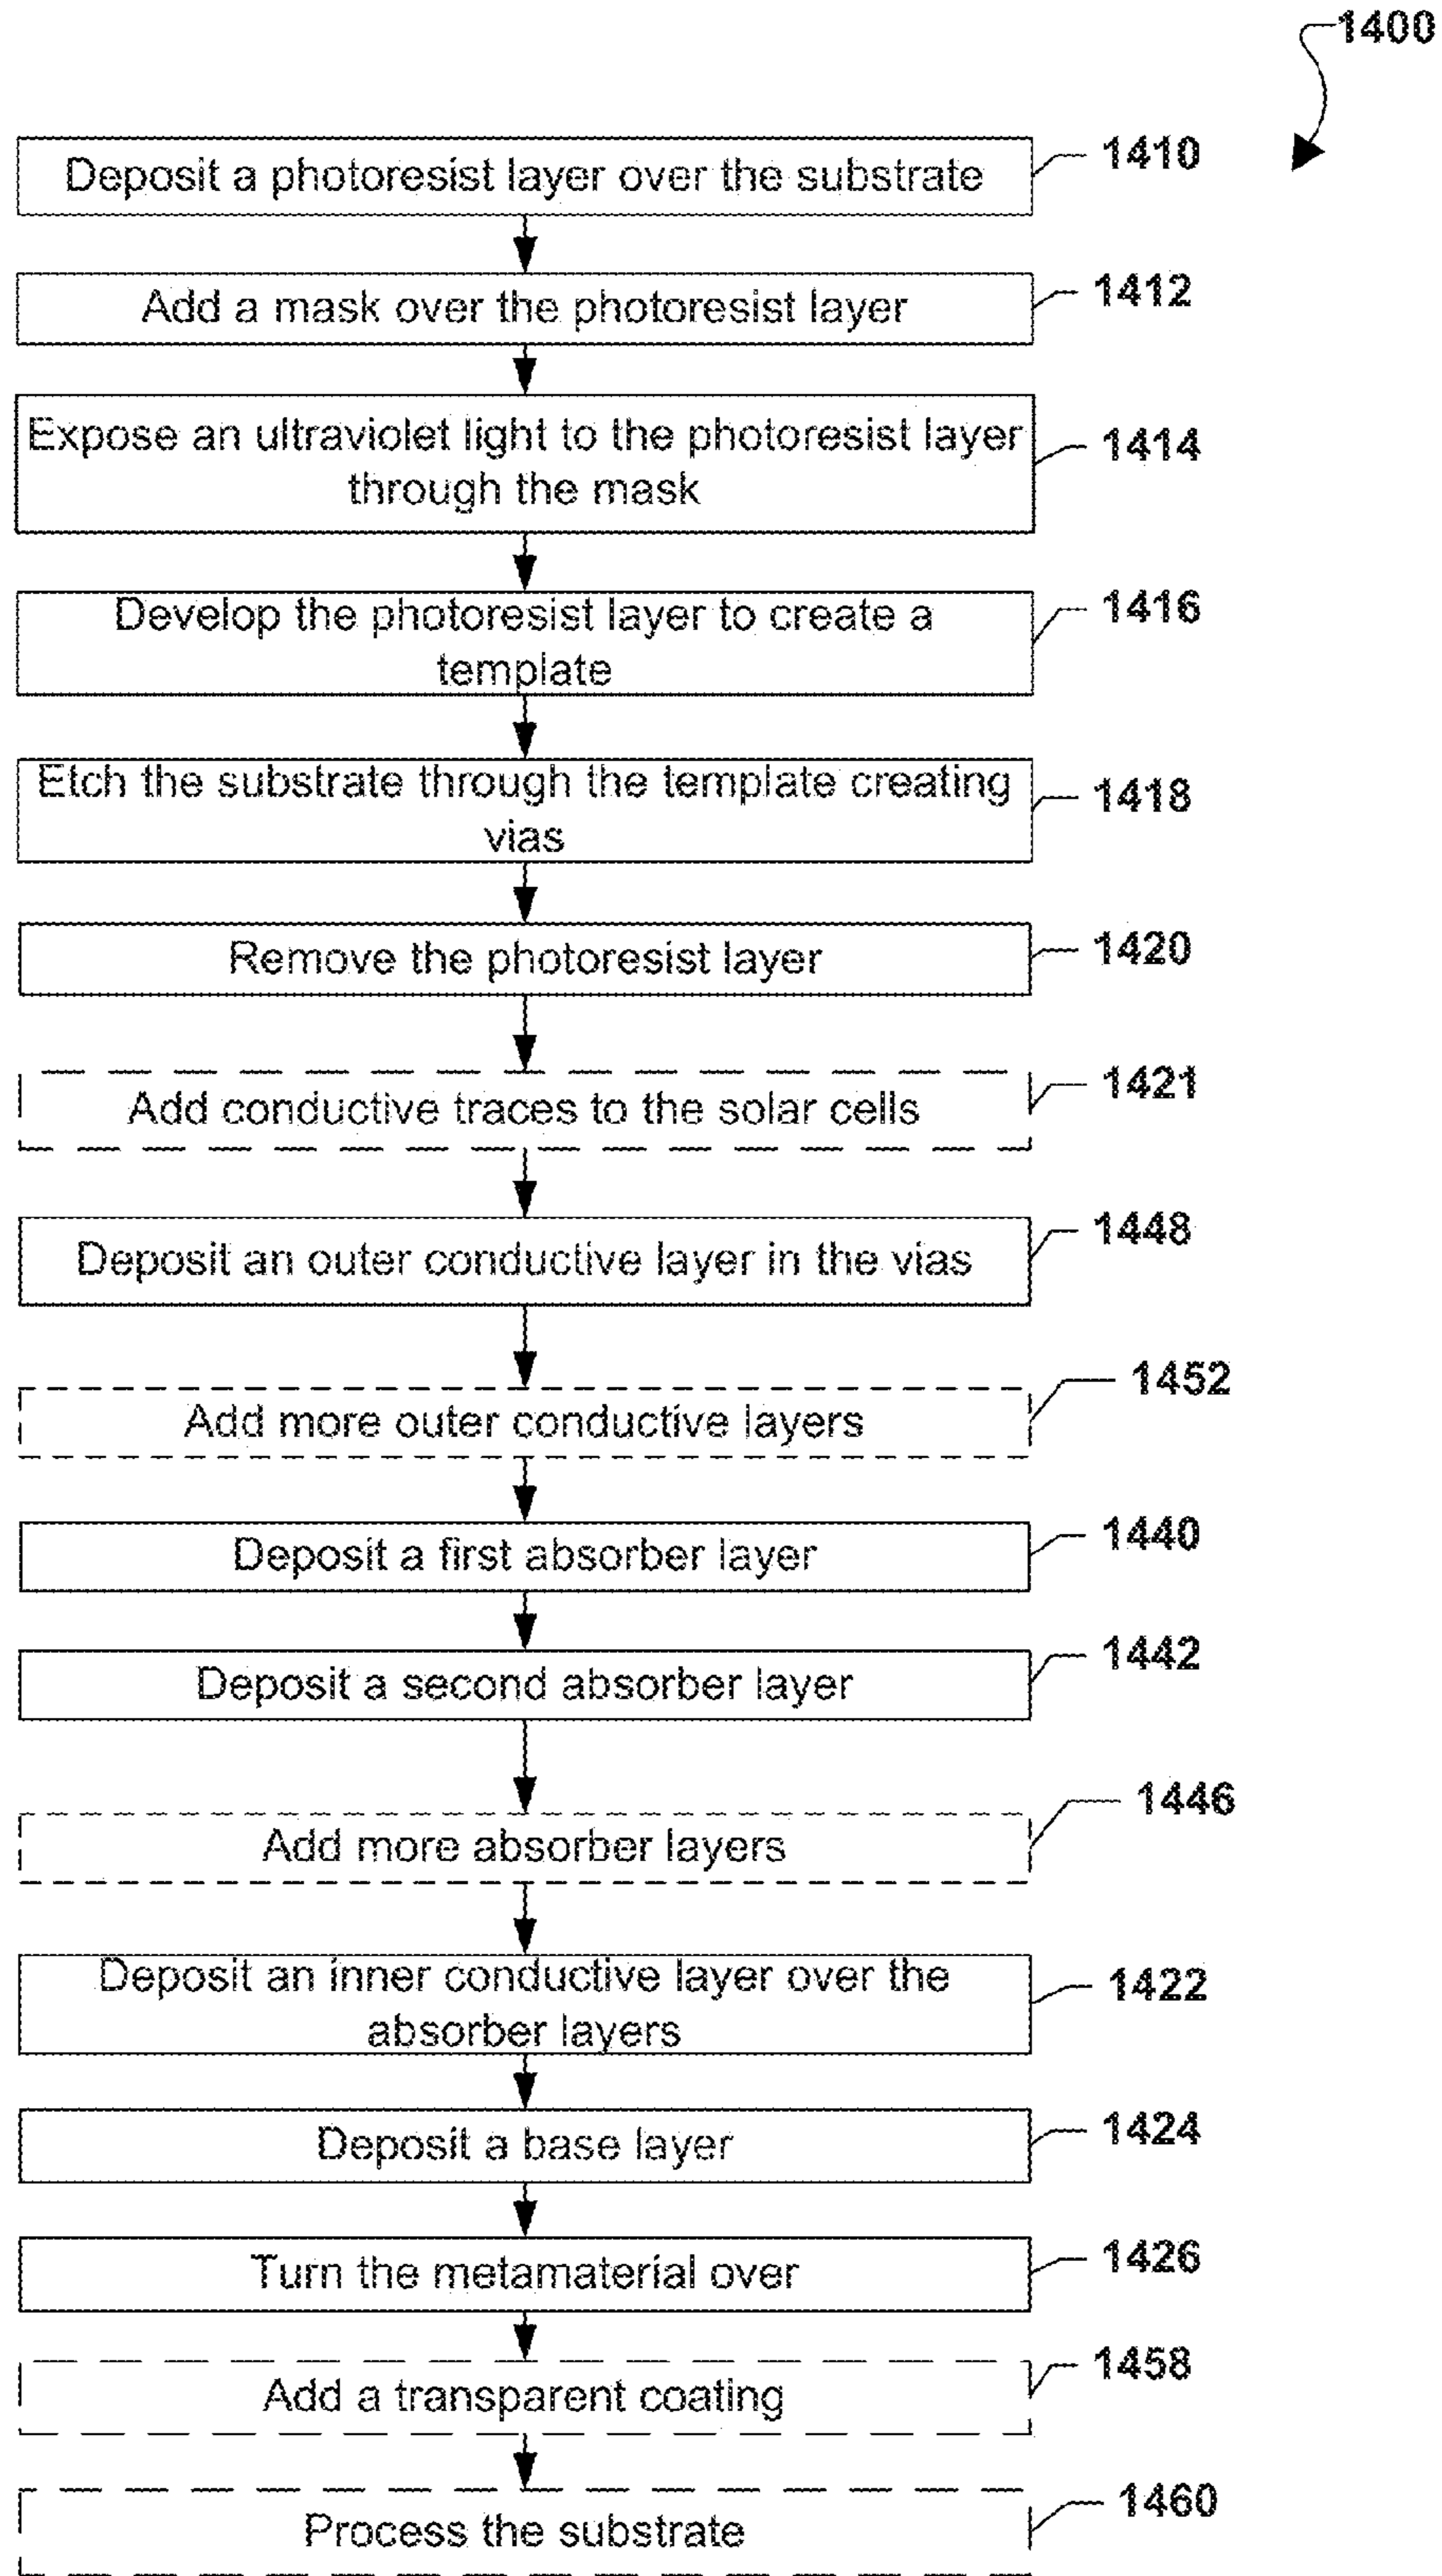 1400
Deposit a photoresist layer over the substrate
1410
Add a mask over the photoresist layer
1412
Expose an ultraviolet light to the photoresist layer
through the mask
1414
Develop the photoresist layer to create a
template
1416
Etch the substrate through the template creating
vias
1418
Remove the photoresist layer
1420
Add conductive traces to the solar cells
1421
Deposit an outer conductive layer in the vias
1448
Add more outer conductive layers
1452
Deposit a first absorber layer
1440
Deposit a second absorber layer
1442
Add more absorber layers
1446
Deposit an inner conductive layer over the
absorber layers
1422
Deposit a base layer
1424
Turn the metamaterial over
1426
Add a transparent coating
1458
Process the substrate
1460